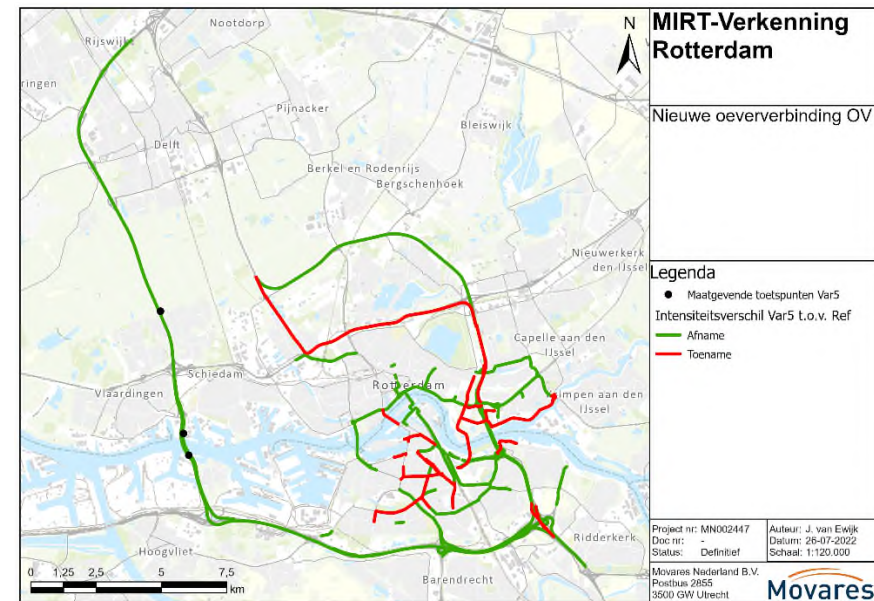 MIRT-Verkenning
Rotterdam
Nieuwe oeververbinding OV
Legenda
Maatgevende toetspunten Var5
Intensiteitsverschil Var5 t.o.v. Ref
Afname
Toename
Project nr: MN002447
Doc nr: -
Status: Definitief
Auteur: J. van Ewijk
Datum: 26-07-2022
Schaal: 1:120.000
Movares Nederland B.V.
Postbus 2855
3500 GW Utrecht
Movares
N
Nootdorp
Rijswijk
ringen
Pijnacker
Bleiswijk
Delft
Berkel en Rodenrijs
Bergschenhoek
Nieuwerkerk
den IJssel
Capelle aan den
IJssel
Schiedam
Vlaardingen
Rotterdam
impen aan den
IJssel
Hoogvliet
Ridderkerk
Barendrecht
0 1,25 2,5 5 7,5
km